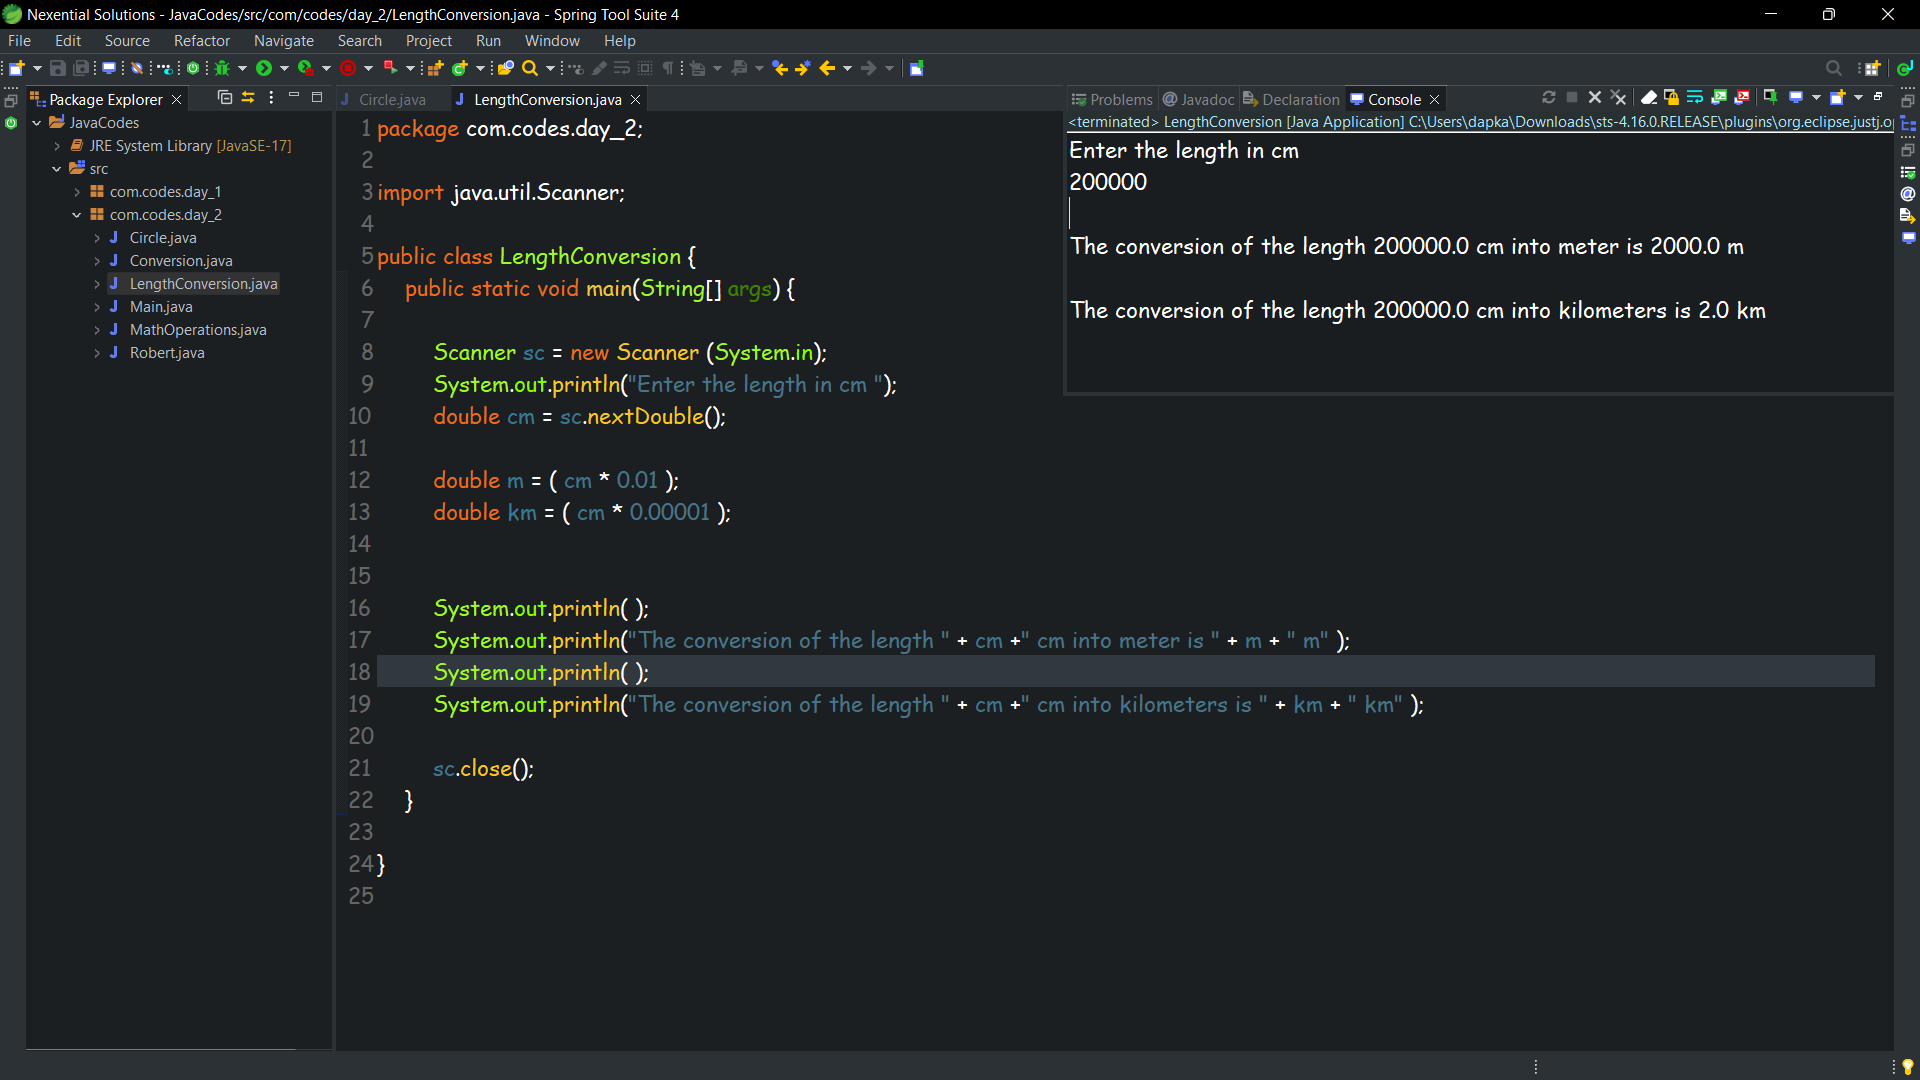 Nexential Solutions - JavaCodes/src/com/codes/day_2/LengthConversion.java - Spring Tool Suite 4
File Edit Source Refactor Navigate Search Project Run Window Help
Package Explorer
JavaCodes
JRE System Library [JavaSE-17]
src
com.codes.day_1
com.codes.day_2
Circle.java
Conversion.java
LengthConversion.java
Main.java
MathOperations.java
Robert.java
Circle.java LengthConversion.java
1 package com.codes.day_2;
2
3 import java.util.Scanner;
4
5 public class LengthConversion {
6 public static void main(String[] args) {
7
8 Scanner sc = new Scanner (System.in);
9 System.out.println("Enter the length in cm ");
10 double cm = sc.nextDouble();
11
12 double m = ( cm * 0.01 );
13 double km = ( cm * 0.00001 );
14
15
16 System.out.println( );
17 System.out.println("The conversion of the length " + cm +" cm into meter is " + m + " m" );
18 System.out.println( );
19 System.out.println("The conversion of the length " + cm +" cm into kilometers is " + km + " km" );
20
21 sc.close();
22 }
23
24 }
25
Problems Javadoc Declaration Console
<terminated> LengthConversion [Java Application] C:\Users\dapka\Downloads\sts-4.16.0.RELEASE\plugins\org.eclipse.justj.o
Enter the length in cm
200000
The conversion of the length 200000.0 cm into meter is 2000.0 m
The conversion of the length 200000.0 cm into kilometers is 2.0 km